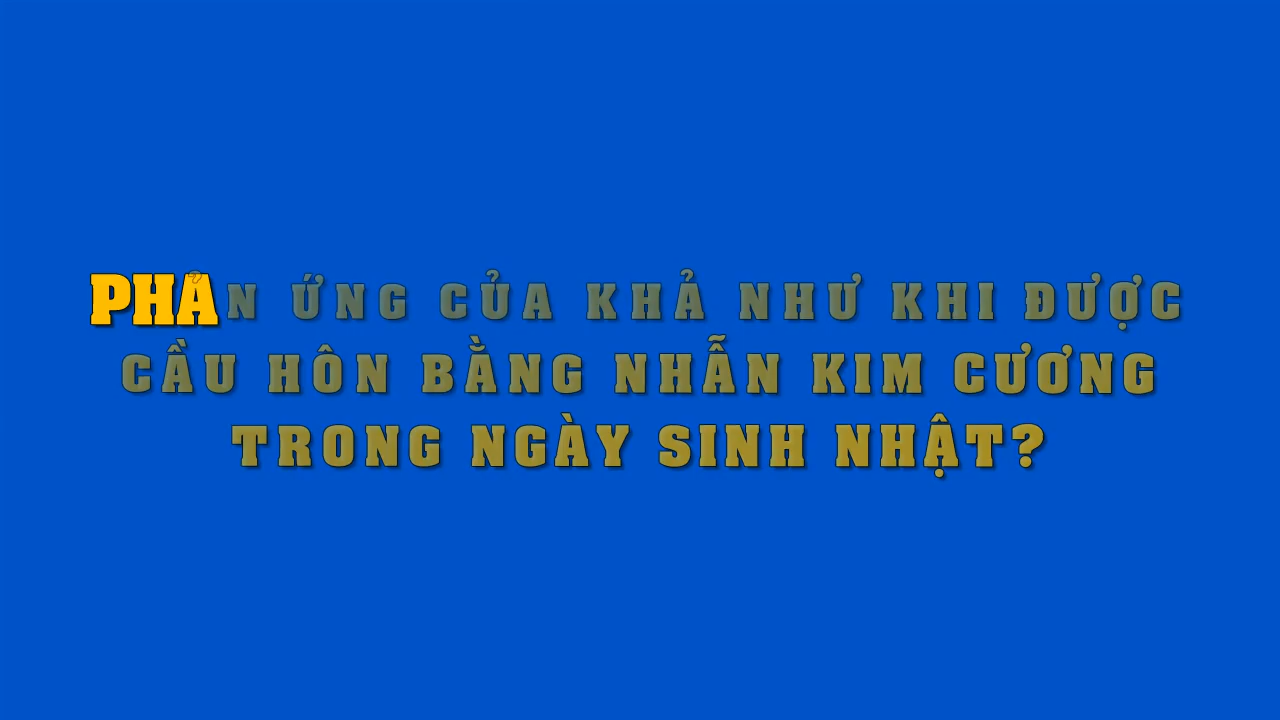 PHẢN ỨNG CỦA KHẢ NHƯ KHI ĐƯỢC
CẦU HÔN BẰNG NHẪN KIM CƯƠNG
TRONG NGÀY SINH NHẬT?